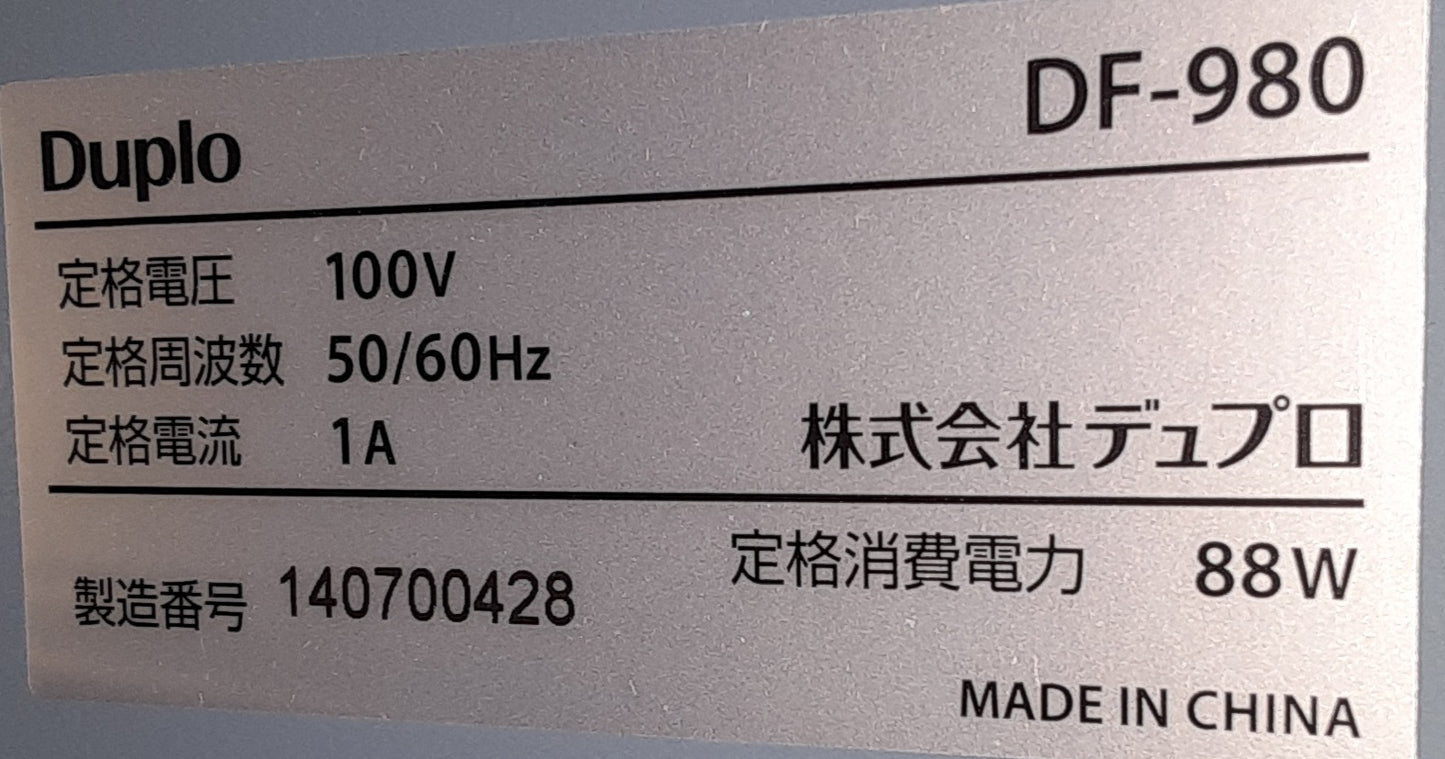 Duplo DF-980
定格電圧 100V
定格周波数 50/60Hz
定格電流 1A
株式会社デュプロ
製造番号 140700428
定格消費電力 88W
MADE IN CHINA